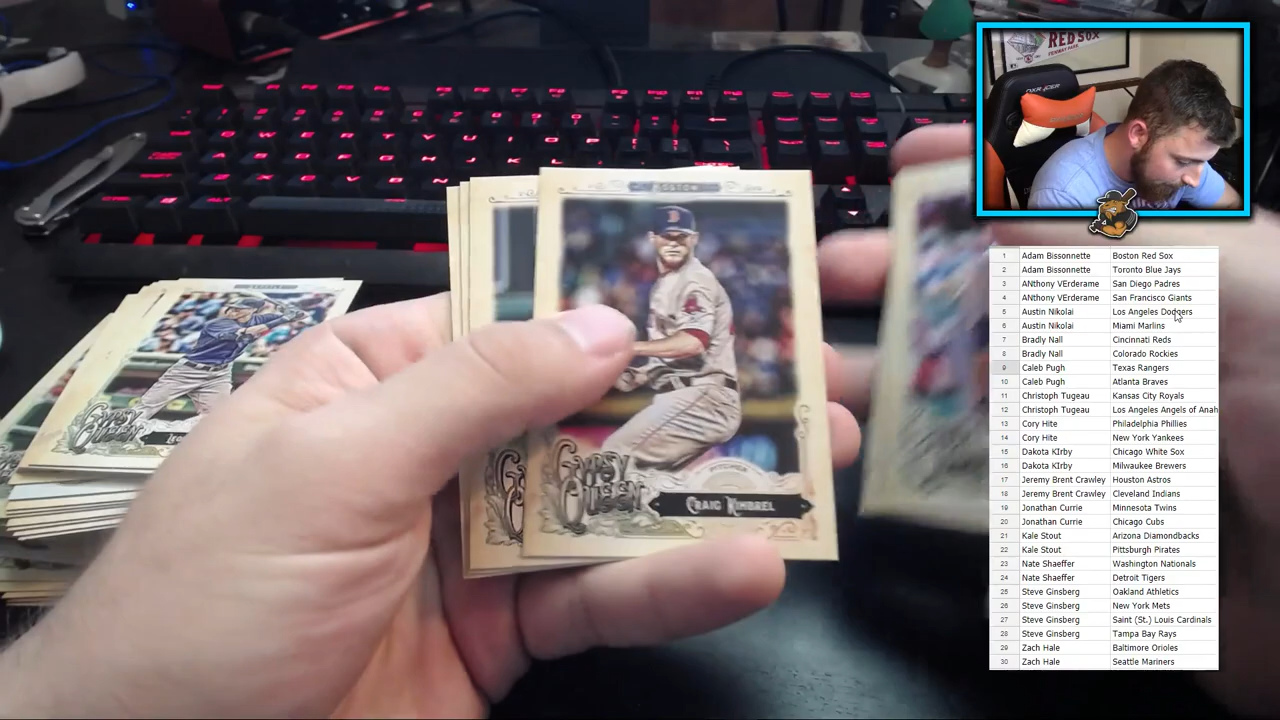 RED SOX
BOSTON
GYPSY
QUEEN
PITCHER
CRAIG KIMBREL
GYPSY
QUEEN
1 Adam Bissonnette Boston Red Sox
2 Adam Bissonnette Toronto Blue Jays
3 ANthony VErderame San Diego Padres
4 ANthony VErderame San Francisco Giants
5 Austin Nikolai Los Angeles Dodgers
6 Austin Nikolai Miami Marlins
7 Bradly Nall Cincinnati Reds
8 Bradly Nall Colorado Rockies
9 Caleb Pugh Texas Rangers
10 Caleb Pugh Atlanta Braves
11 Christoph Tugeau Kansas City Royals
12 Christoph Tugeau Los Angeles Angels of Anah
13 Cory Hite Philadelphia Phillies
14 Cory Hite New York Yankees
15 Dakota KIrby Chicago White Sox
16 Dakota KIrby Milwaukee Brewers
17 Jeremy Brent Crawley Houston Astros
18 Jeremy Brent Crawley Cleveland Indians
19 Jonathan Currie Minnesota Twins
20 Jonathan Currie Chicago Cubs
21 Kale Stout Arizona Diamondbacks
22 Kale Stout Pittsburgh Pirates
23 Nate Shaeffer Washington Nationals
24 Nate Shaeffer Detroit Tigers
25 Steve Ginsberg Oakland Athletics
26 Steve Ginsberg New York Mets
27 Steve Ginsberg Saint (St.) Louis Cardinals
28 Steve Ginsberg Tampa Bay Rays
29 Zach Hale Baltimore Orioles
30 Zach Hale Seattle Mariners